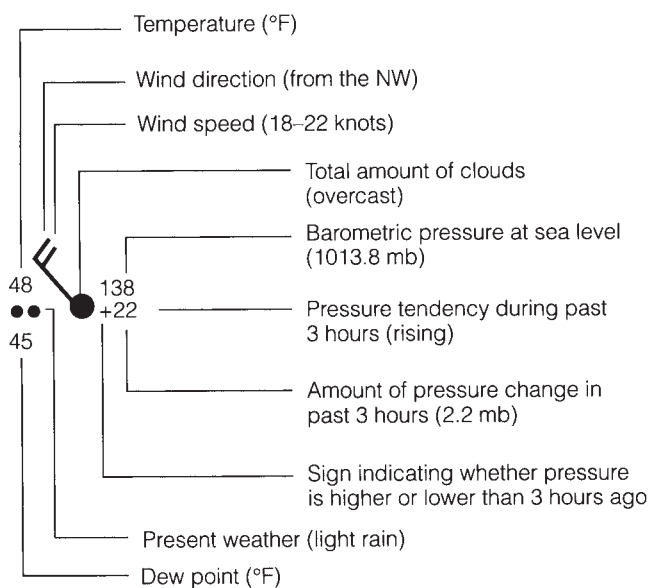 Temperature (°F)
Wind direction (from the NW)
Wind speed (18–22 knots)
Total amount of clouds
(overcast)
Barometric pressure at sea level
(1013.8 mb)
48
138
+22
Pressure tendency during past
3 hours (rising)
45
Amount of pressure change in
past 3 hours (2.2 mb)
Sign indicating whether pressure
is higher or lower than 3 hours ago
Present weather (light rain)
Dew point (°F)